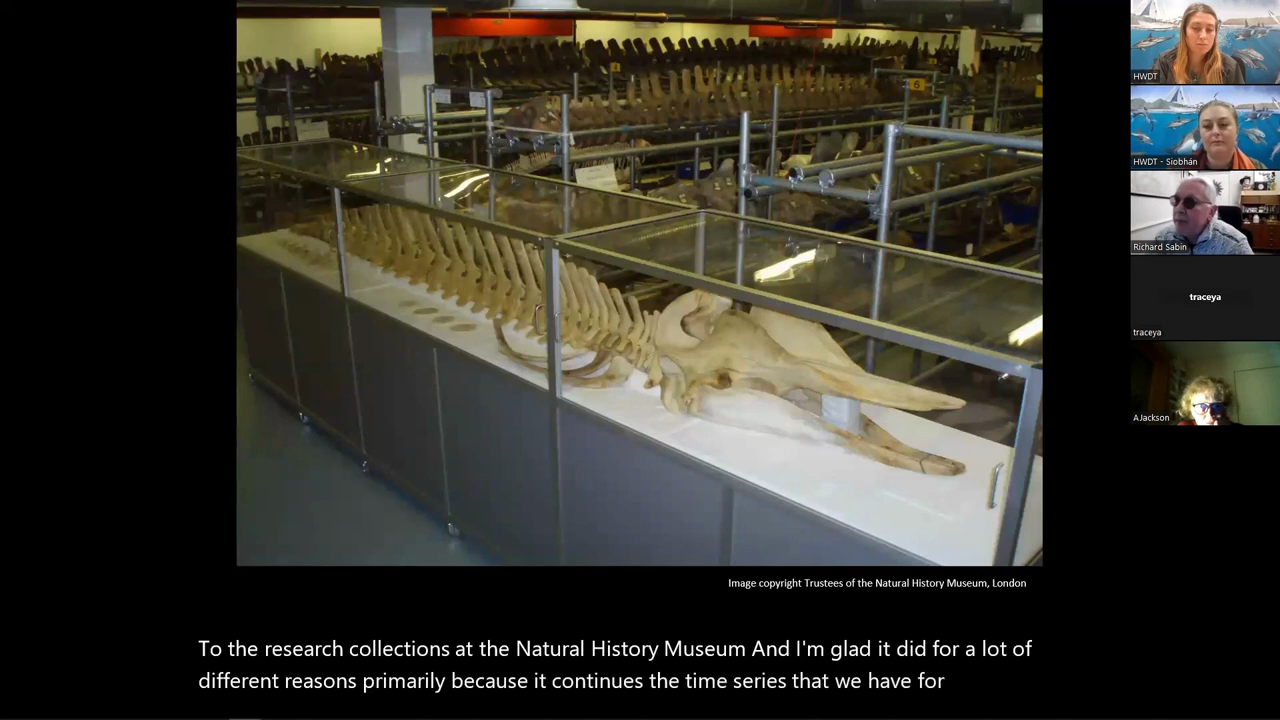 HWDT
HWDT - Siobhán
Richard Sabin
traceya
traceya
AJackson
6
Image copyright Trustees of the Natural History Museum, London
To the research collections at the Natural History Museum And I'm glad it did for a lot of
different reasons primarily because it continues the time series that we have for